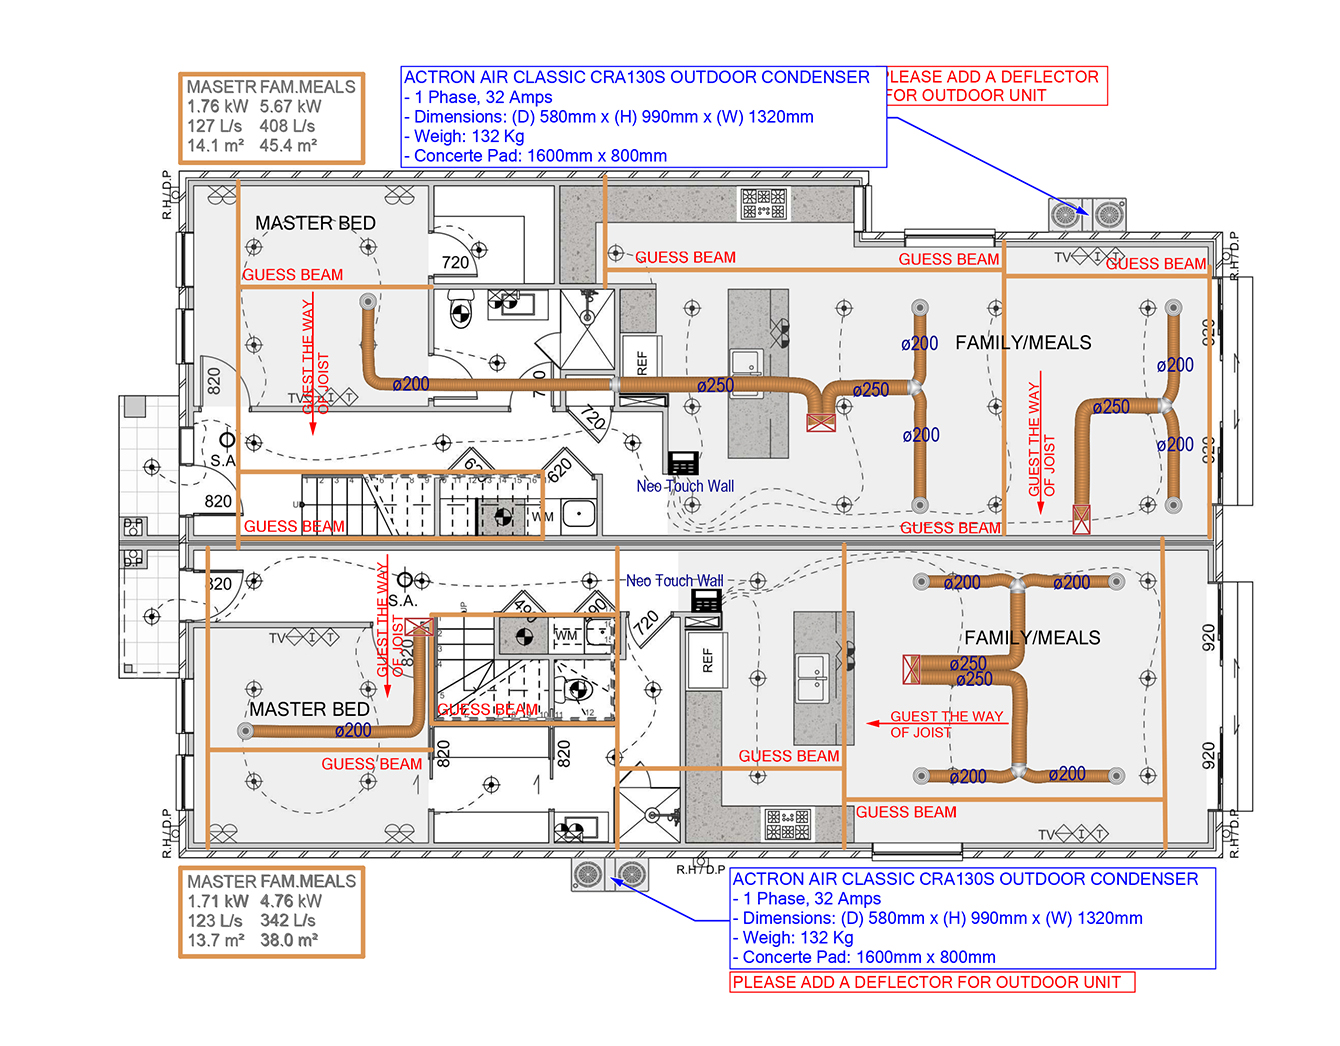 MASETR FAM.MEALS
1.76 kW 5.67 kW
127 L/s 408 L/s
14.1 m² 45.4 m²
ACTRON AIR CLASSIC CRA130S OUTDOOR CONDENSER
- 1 Phase, 32 Amps
- Dimensions: (D) 580mm x (H) 990mm x (W) 1320mm
- Weigh: 132 Kg
- Concerte Pad: 1600mm x 800mm
PLEASE ADD A DEFLECTOR
FOR OUTDOOR UNIT
R.H / D.P
MASTER BED
720
GUESS BEAM
GUESS BEAM
GUESS BEAM
TV I T
GUESS BEAM
R.H / D.P
GUEST THE WAY
OF JOIST
REF
ø200
FAMILY/MEALS
920
ø200
820
TV I T
ø200
ø250
ø250
ø250
720
ø200
ø200
920
S.A.
820
620
Neo Touch Wall
GUEST THE WAY
OF JOIST
UP
WM
GUESS BEAM
GUESS BEAM
D.P
D.P
820
S.A.
GUEST THE WAY
OF JOIST
Neo Touch Wall
ø200
ø200
UP
490
WM
720
TV I T
820
REF
FAMILY/MEALS
920
ø250
ø250
MASTER BED
GUESS BEAM
GUEST THE WAY
OF JOIST
ø200
820
820
GUESS BEAM
GUESS BEAM
920
ø200
ø200
GUESS BEAM
TV I T
R.H / D.P
R.H / D.P
R.H / D.P
MASTER FAM.MEALS
1.71 kW 4.76 kW
123 L/s 342 L/s
13.7 m² 38.0 m²
ACTRON AIR CLASSIC CRA130S OUTDOOR CONDENSER
- 1 Phase, 32 Amps
- Dimensions: (D) 580mm x (H) 990mm x (W) 1320mm
- Weigh: 132 Kg
- Concerte Pad: 1600mm x 800mm
PLEASE ADD A DEFLECTOR FOR OUTDOOR UNIT